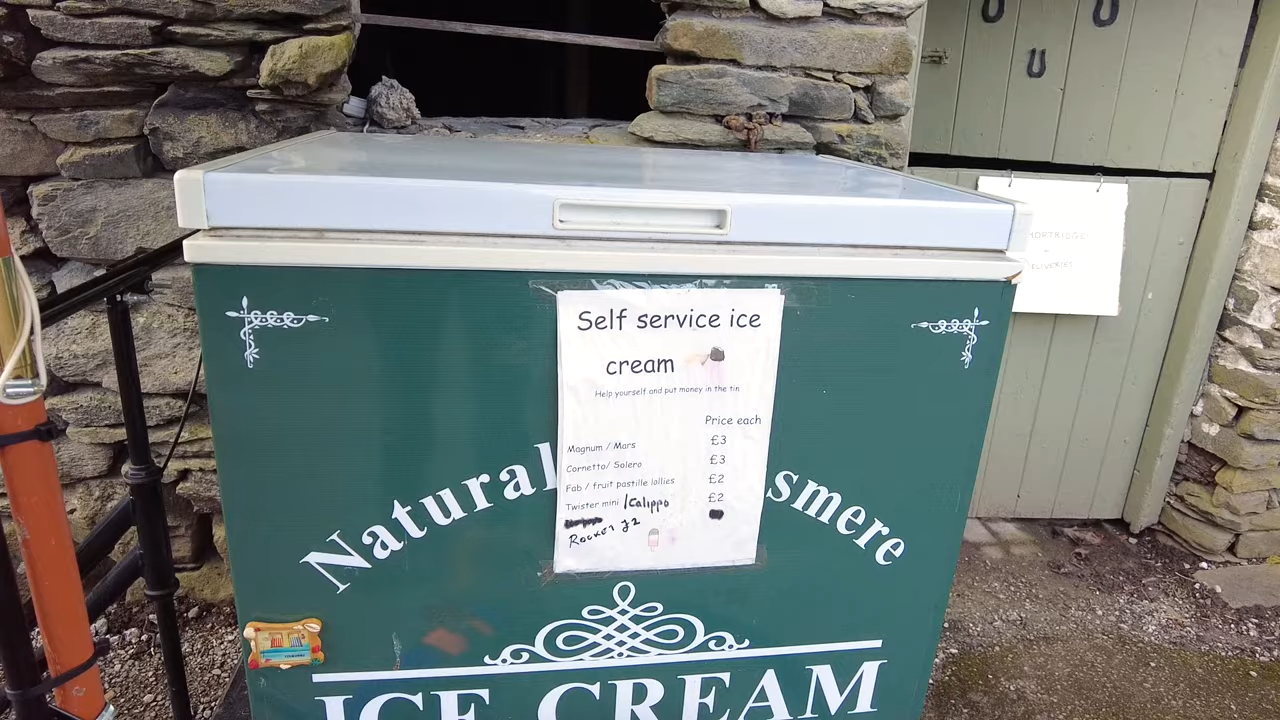 Self service ice
cream
Help yourself and put money in the tin
Price each
Magnum / Mars £3
Cornetto/ Solero £3
Fab / fruit pastille lollies £2
Twister mini /Calippo £2
Rocket £2
Natural smere
ICE CREAM